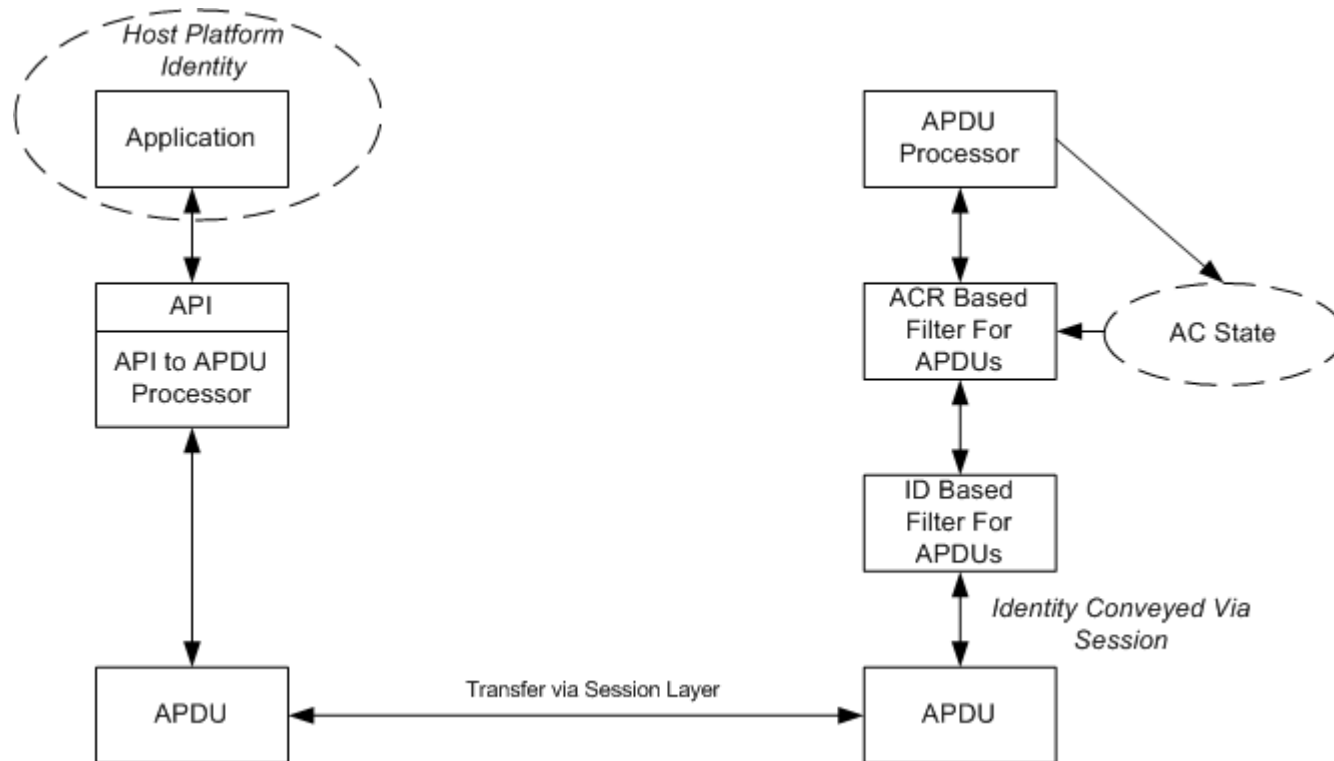 Host Platform
Identity
Application
API
API to APDU
Processor
APDU
Transfer via Session Layer
APDU
Processor
ACR Based
Filter For
APDUs
AC State
ID Based
Filter For
APDUs
Identity Conveyed Via
Session
APDU